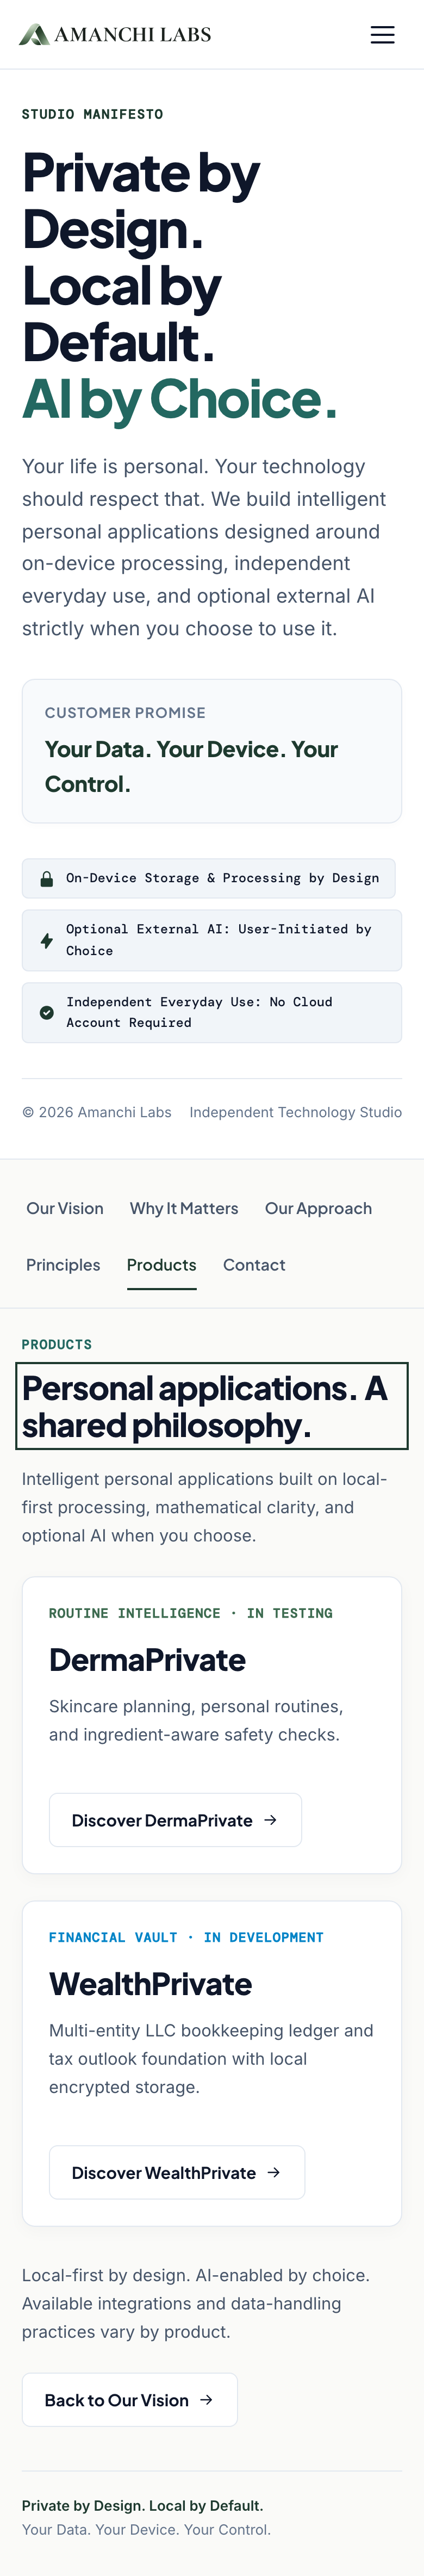 AMANCHI LABS
STUDIO MANIFESTO
Private by
Design.
Local by
Default.
AI by Choice.
Your life is personal. Your technology
should respect that. We build intelligent
personal applications designed around
on-device processing, independent
everyday use, and optional external AI
strictly when you choose to use it.
CUSTOMER PROMISE
Your Data. Your Device. Your
Control.
On-Device Storage & Processing by Design
Optional External AI: User-Initiated by
Choice
Independent Everyday Use: No Cloud
Account Required
© 2026 Amanchi Labs Independent Technology Studio
Our Vision Why It Matters Our Approach
Principles Products Contact
PRODUCTS
Personal applications. A
shared philosophy.
Intelligent personal applications built on local-
first processing, mathematical clarity, and
optional AI when you choose.
ROUTINE INTELLIGENCE · IN TESTING
DermaPrivate
Skincare planning, personal routines,
and ingredient-aware safety checks.
Discover DermaPrivate →
FINANCIAL VAULT · IN DEVELOPMENT
WealthPrivate
Multi-entity LLC bookkeeping ledger and
tax outlook foundation with local
encrypted storage.
Discover WealthPrivate →
Local-first by design. AI-enabled by choice.
Available integrations and data-handling
practices vary by product.
Back to Our Vision →
Private by Design. Local by Default.
Your Data. Your Device. Your Control.